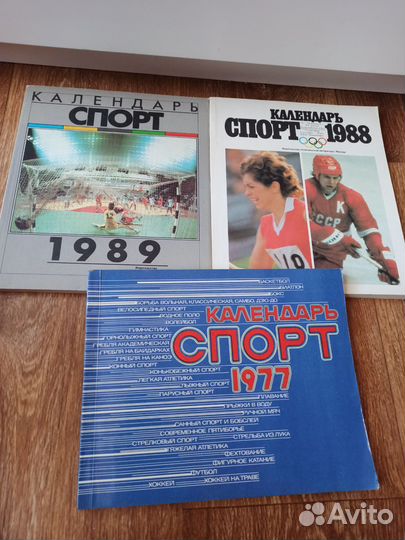 КАЛЕНДАРЬ
СПОРТ
1989
КАЛЕНДАРЬ
СПОРТ 1988
119
К
СССР
БАСКЕТБОЛ
БИАТЛОН
БОКС
БОРЬБА ВОЛЬНАЯ, КЛАССИЧЕСКАЯ, САМБО, ДЗЮ-ДО
ВЕЛОСИПЕДНЫЙ СПОРТ
ВОДНОЕ ПОЛО
ВОЛЕЙБОЛ
ГИМНАСТИКА
ГОРНОЛЫЖНЫЙ СПОРТ
ГРЕБЛЯ АКАДЕМИЧЕСКАЯ
ГРЕБЛЯ НА БАЙДАРКАХ
ГРЕБЛЯ НА КАНОЭ
КОННЫЙ СПОРТ
КОНЬКОБЕЖНЫЙ СПОРТ
ЛЕГКАЯ АТЛЕТИКА
ЛЫЖНЫЙ СПОРТ
ПАРУСНЫЙ СПОРТ
КАЛЕНДАРЬ
СПОРТ
1977
ПЛАВАНИЕ
ПРЫЖКИ В ВОДУ
РУЧНОЙ МЯЧ
САННЫЙ СПОРТ И БОБСЛЕЙ
СОВРЕМЕННОЕ ПЯТИБОРЬЕ
СТРЕЛКОВЫЙ СПОРТ СТРЕЛЬБА ИЗ ЛУКА
ТЯЖЕЛАЯ АТЛЕТИКА
ФЕХТОВАНИЕ
ФИГУРНОЕ КАТАНИЕ
ФУТБОЛ
ХОККЕЙ ХОККЕЙ НА ТРАВЕ
Avito